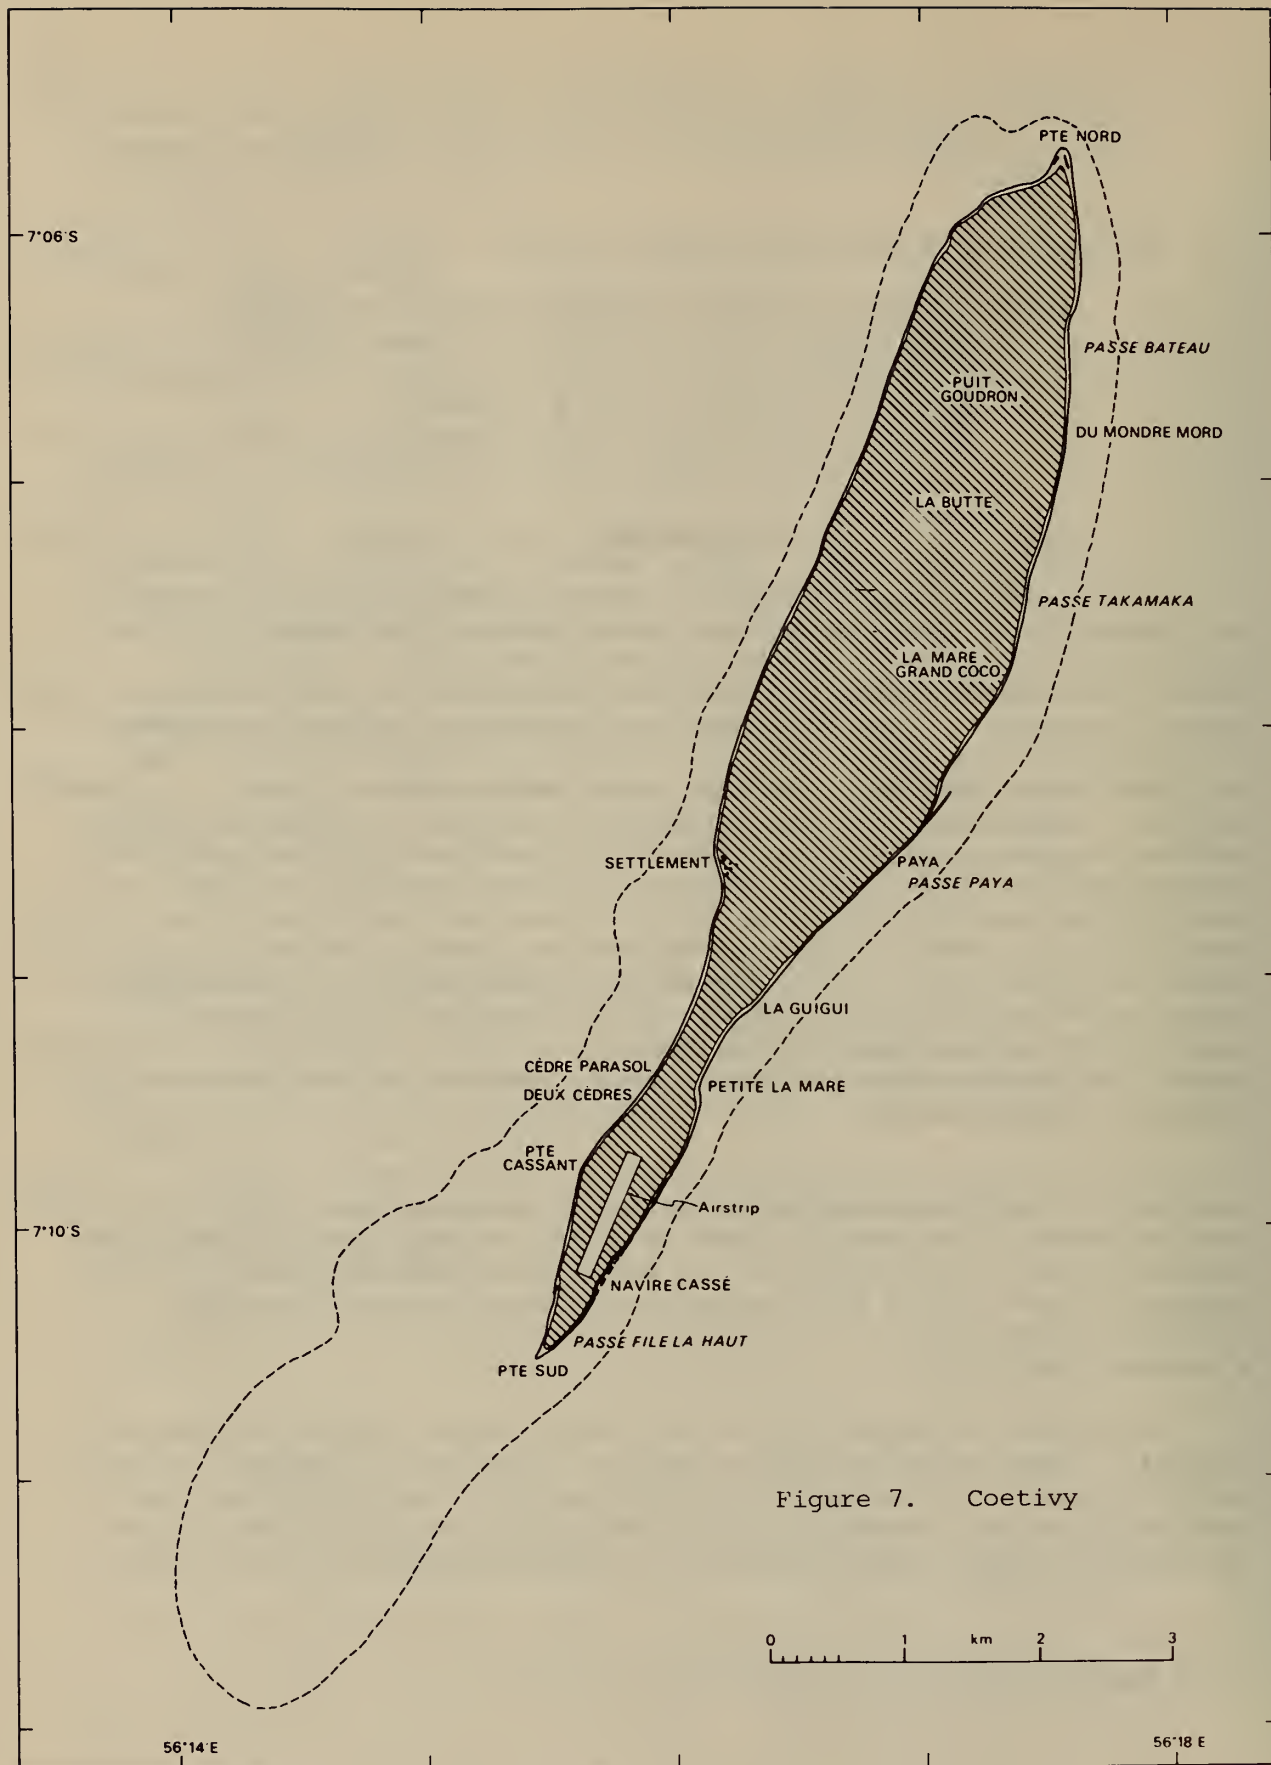 PTE NORD
7°06'S
PASSE BATEAU
PUIT
GOUDRON
DU MONDRE MORD
LA BUTTE
PASSE TAKAMAKA
LA MARE
GRAND COCO
SETTLEMENT
PAYA
PASSE PAYA
LA GUIGUI
CÈDRE PARASOL
DEUX CÈDRES
PETITE LA MARE
PTE
CASSANT
Airstrip
7°10'S
NAVIRE CASSÉ
PASSE FILE LA HAUT
PTE SUD
Figure 7. Coetivy
0 1 km 2 3
56°14'E
56°18 E